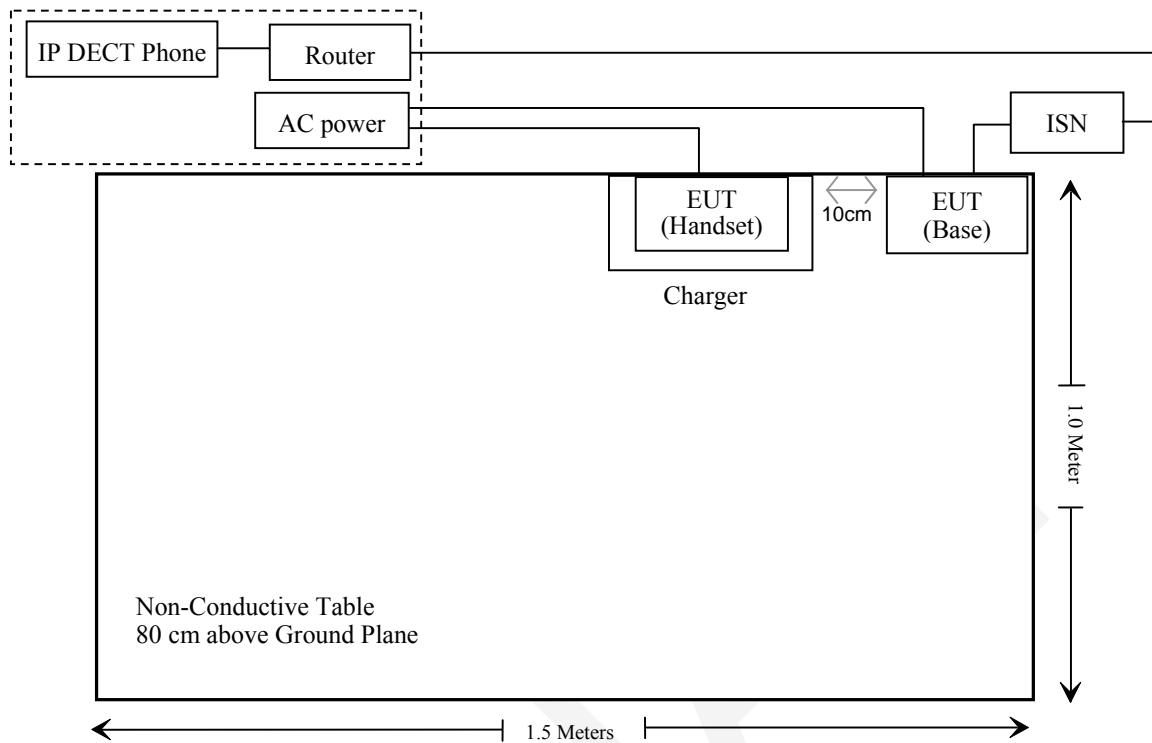 IP DECT Phone
Router
AC power
ISN
EUT
(Handset)
10cm
EUT
(Base)
Charger
1.0 Meter
Non-Conductive Table
80 cm above Ground Plane
1.5 Meters